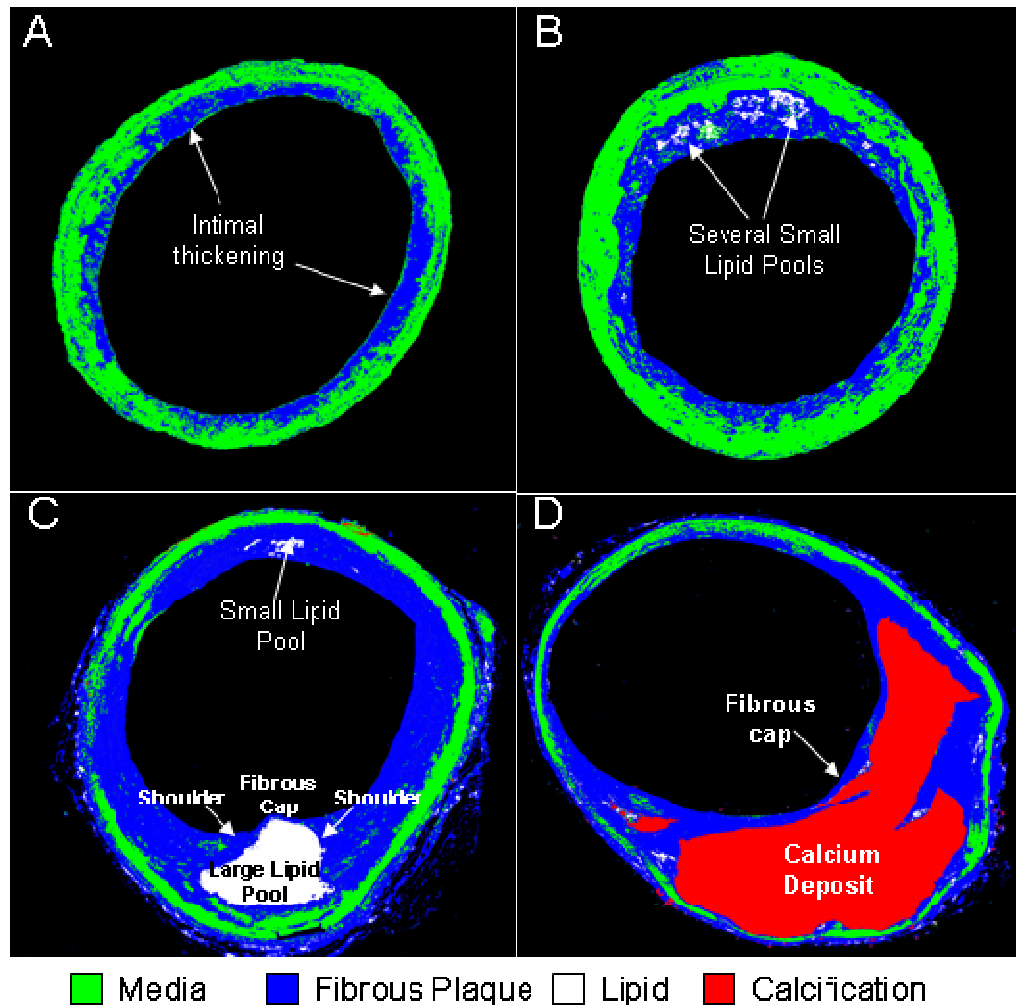 A
Intimal
thickening
B
Several Small
Lipid Pools
C
Small Lipid
Pool
Fibrous
Cap
Shoulder
Shoulder
Large Lipid
Pool
D
Fibrous
cap
Calcium
Deposit
Media
Fibrous Plaque
Lipid
Calcification